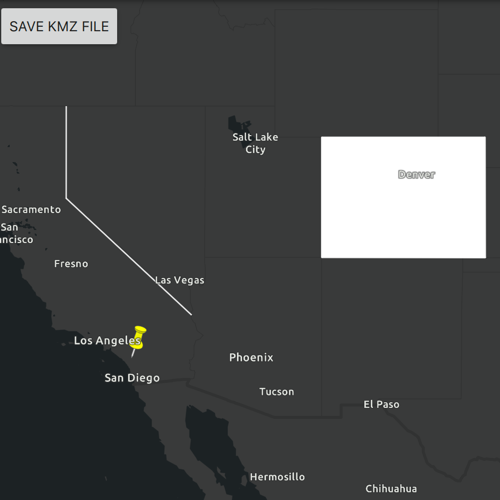 SAVE KMZ FILE
Salt Lake
City
Denver
Sacramento
San
ncisco
Fresno
Las Vegas
Los Angeles
Phoenix
San Diego
Tucson
El Paso
Hermosillo
Chihuahua